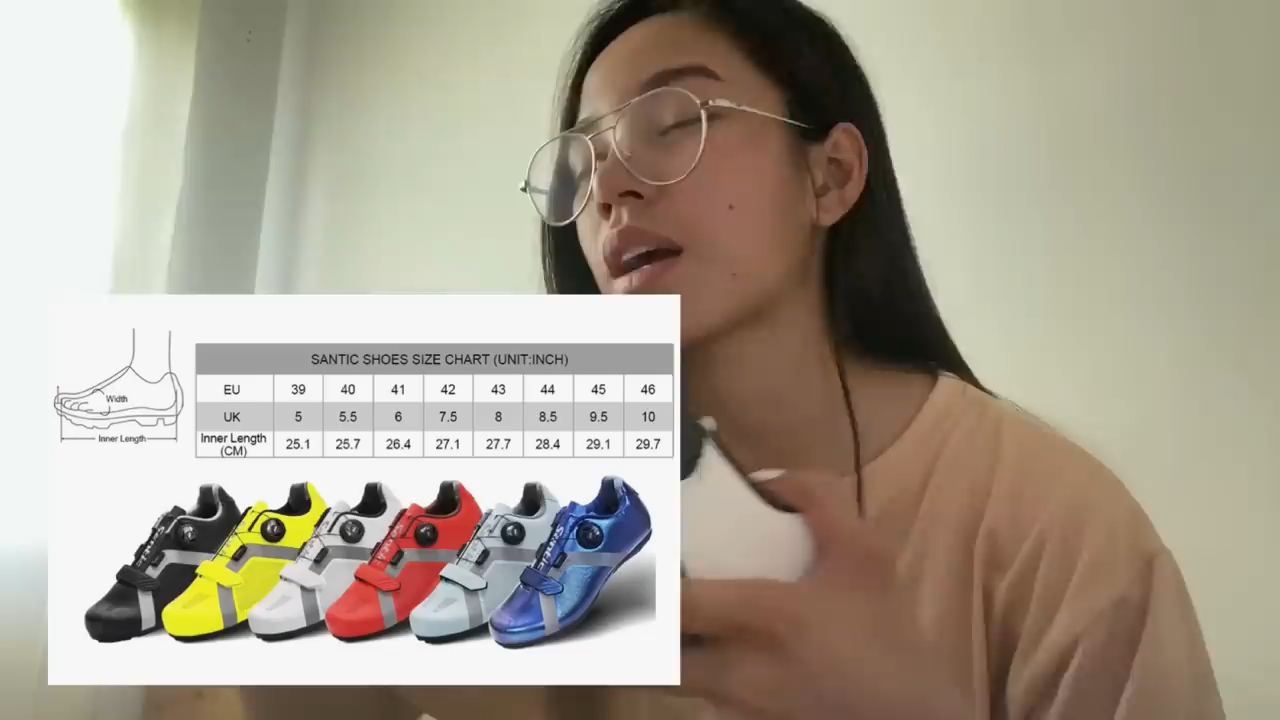 SANTIC SHOES SIZE CHART (UNIT:INCH)
EU 39 40 41 42 43 44 45 46
UK 5 5.5 6 7.5 8 8.5 9.5 10
Inner Length (CM) 25.1 25.7 26.4 27.1 27.7 28.4 29.1 29.7
Width
Inner Length
Santic